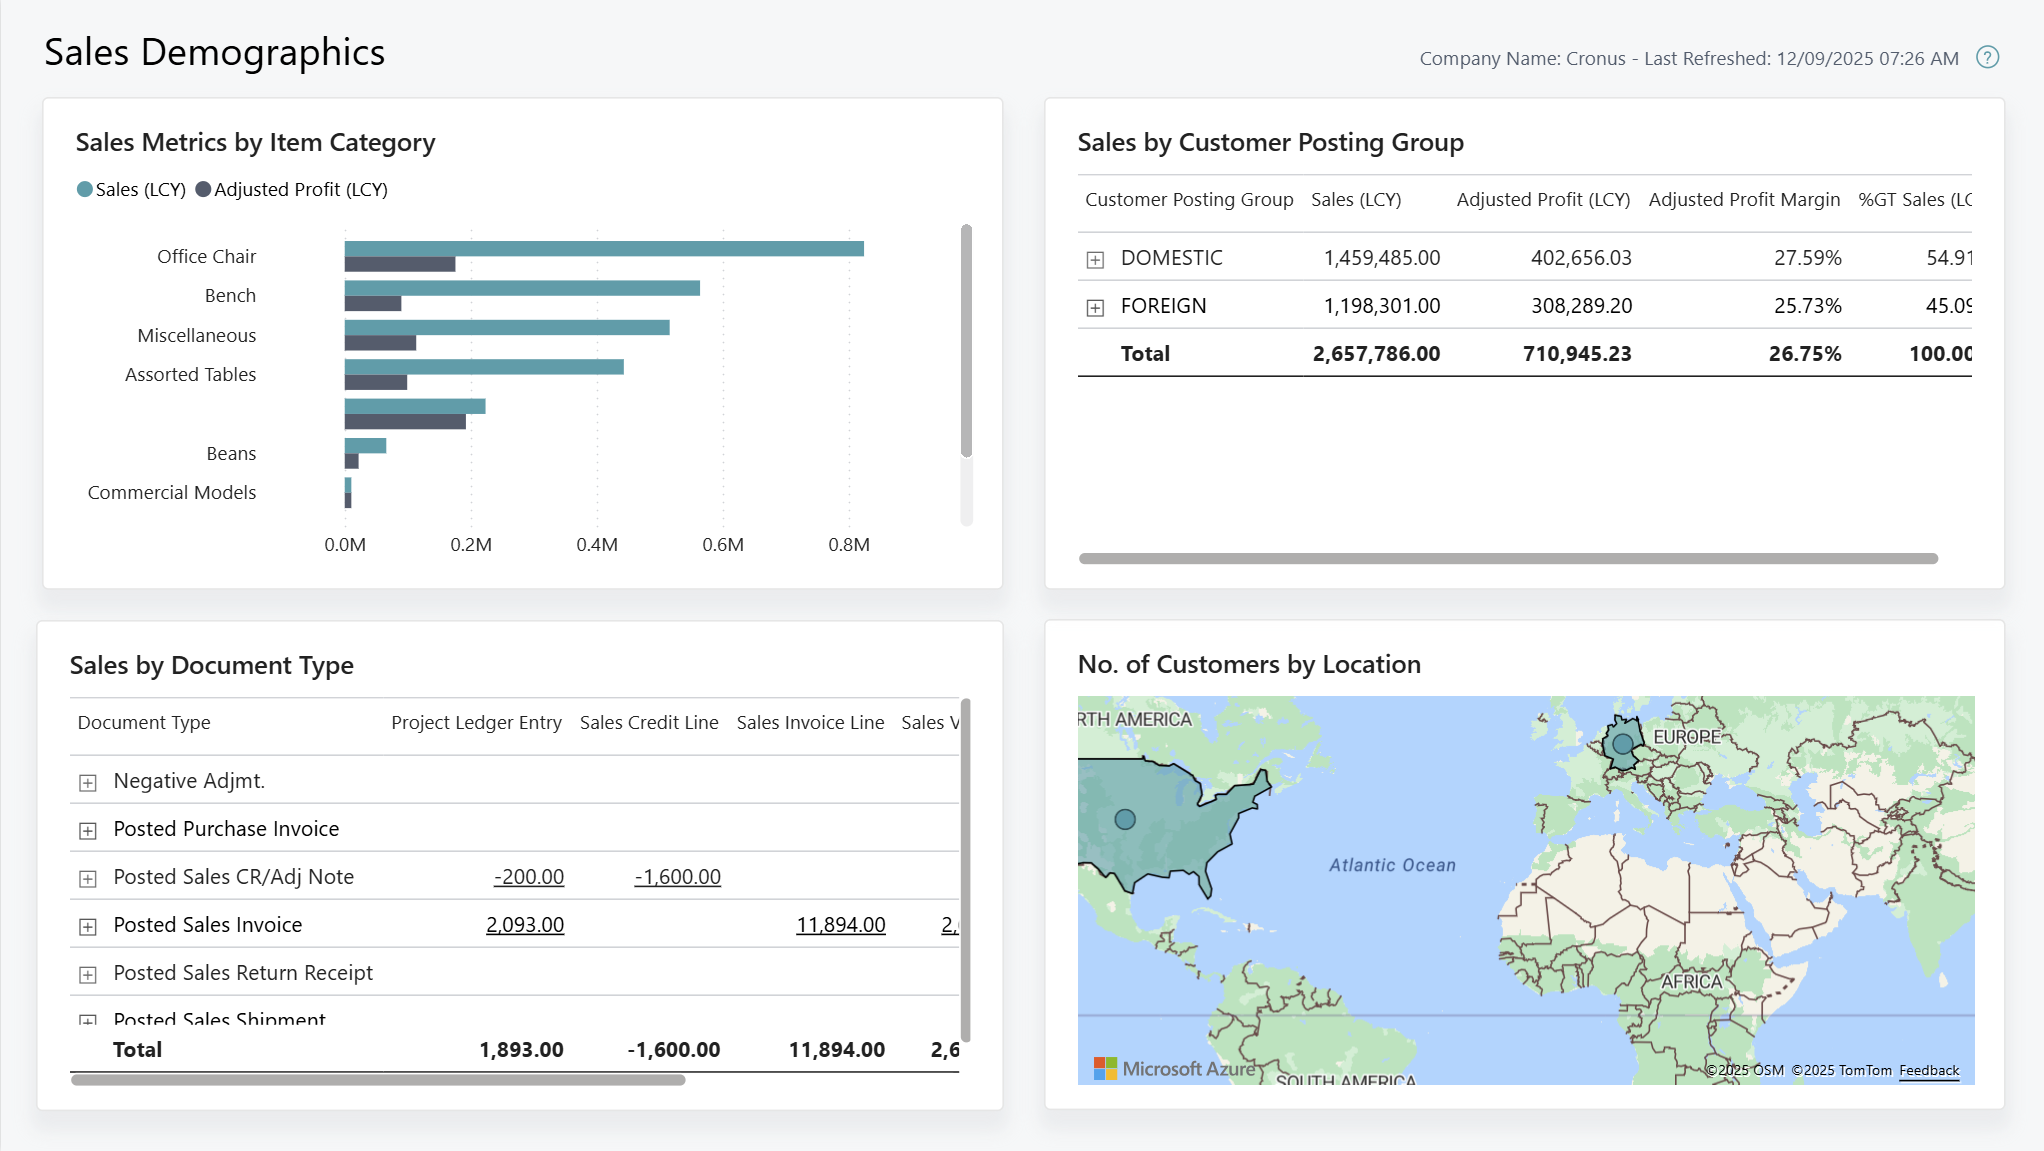 Sales Demographics
Company Name: Cronus - Last Refreshed: 12/09/2025 07:26 AM
?
Sales Metrics by Item Category
Sales (LCY) Adjusted Profit (LCY)
Office Chair
Bench
Miscellaneous
Assorted Tables
Beans
Commercial Models
0.0M 0.2M 0.4M 0.6M 0.8M
Sales by Customer Posting Group
Customer Posting Group Sales (LCY) Adjusted Profit (LCY) Adjusted Profit Margin %GT Sales (LC
DOMESTIC 1,459,485.00 402,656.03 27.59% 54.91
FOREIGN 1,198,301.00 308,289.20 25.73% 45.09
Total 2,657,786.00 710,945.23 26.75% 100.00
Sales by Document Type
Document Type Project Ledger Entry Sales Credit Line Sales Invoice Line Sales V
Negative Adjmt.
Posted Purchase Invoice
Posted Sales CR/Adj Note -200.00 -1,600.00
Posted Sales Invoice 2,093.00 11,894.00 2,
Posted Sales Return Receipt
Posted Sales Shipment
Total 1,893.00 -1,600.00 11,894.00 2,6
No. of Customers by Location
RTH AMERICA
EUROPE
Atlantic Ocean
AFRICA
SOUTH AMERICA
Microsoft Azure
©2025 OSM ©2025 TomTom Feedback